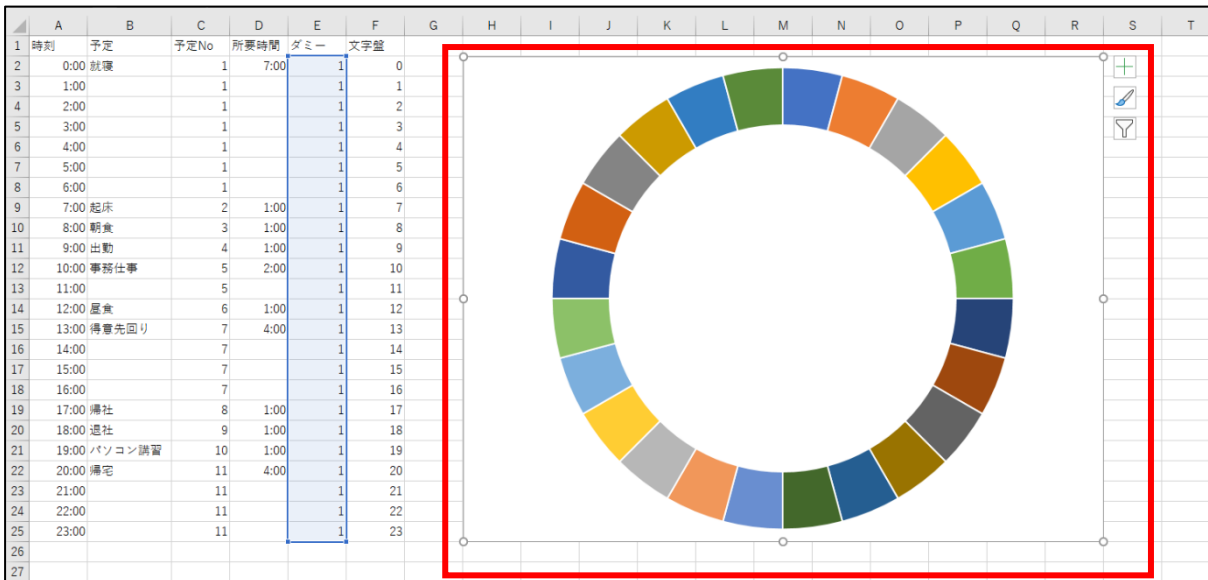 A B C D E F G H I J K L M N O P Q R S T
1 時刻 予定 予定No 所要時間 ダミー 文字盤
2 0:00 就寝 1 7:00 1 0
3 1:00 1 1 1
4 2:00 1 1 2
5 3:00 1 1 3
6 4:00 1 1 4
7 5:00 1 1 5
8 6:00 1 1 6
9 7:00 起床 2 1:00 1 7
10 8:00 朝食 3 1:00 1 8
11 9:00 出勤 4 1:00 1 9
12 10:00 事務仕事 5 2:00 1 10
13 11:00 5 1 11
14 12:00 昼食 6 1:00 1 12
15 13:00 得意先回り 7 4:00 1 13
16 14:00 7 1 14
17 15:00 7 1 15
18 16:00 7 1 16
19 17:00 帰社 8 1:00 1 17
20 18:00 退社 9 1:00 1 18
21 19:00 パソコン講習 10 1:00 1 19
22 20:00 帰宅 11 4:00 1 20
23 21:00 11 1 21
24 22:00 11 1 22
25 23:00 11 1 23
26
27